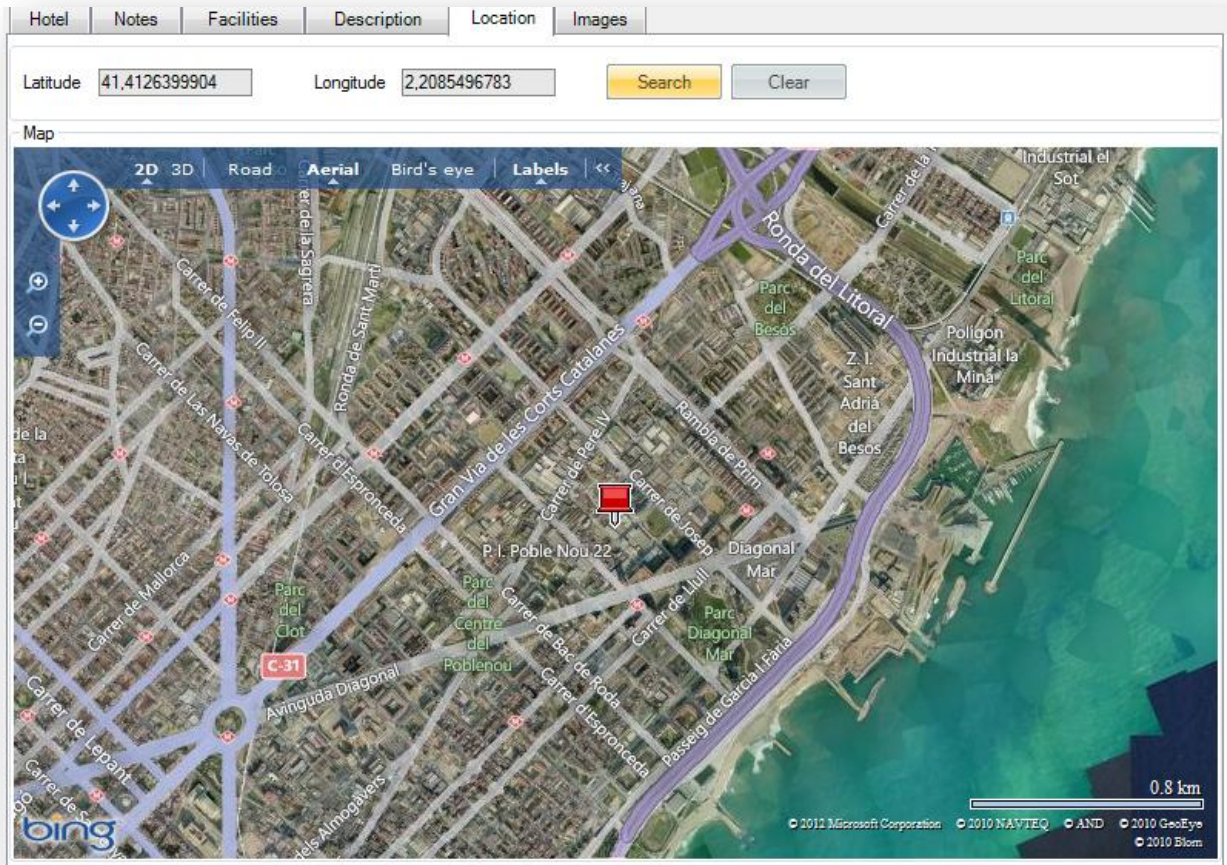 Hotel
Notes
Facilities
Description
Location
Images
Latitude
41,4126399904
Longitude
2,2085496783
Search
Clear
Map
2D
3D
Road
Aerial
Bird's eye
Labels
<<
Industrial el
Sot
Carrer de la Sagrera
Ronda de Sant Martí
Carrer de Felip II
Carrer de Las Navas de Tolosa
Ronda del Litoral
Parc
del
Litoral
Parc
del
Besòs
Poligon
Industrial la
Mina
Z. I.
Sant
Adrià
del
Besos
Gran Via de les Corts Catalanes
Carrer d'Espronceda
Carrer de Pere IV
Rambla de Prim
Carrer de Josep
P. I. Poble Nou 22
Diagonal
Mar
Carrer de Mallorca
Parc
del
Clot
Parc
del
Centre
del
Poblenou
Carrer de Bac de Roda
Carrer de Llull
Parc
Diagonal
Mar
C-31
Avinguda Diagonal
Carrer d'Espronceda
Passeig de Garcia I Fària
Carrer de Lepant
dels Almogàvers
0.8 km
bing
© 2012 Microsoft Corporation © 2010 NAVTEQ © AND © 2010 GeoEye
© 2010 Blom